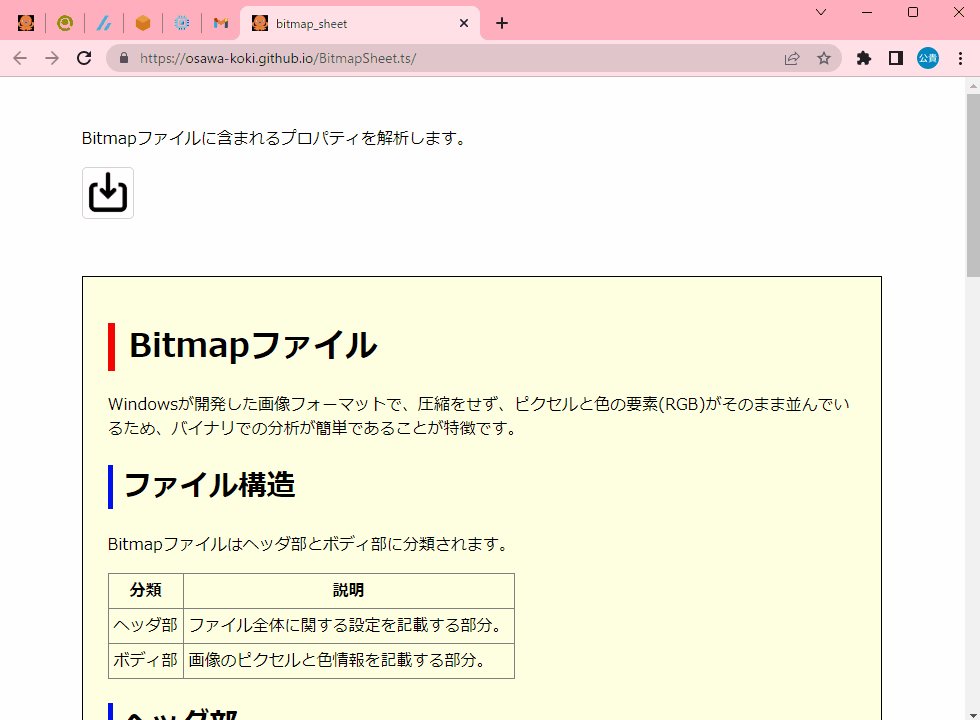 bitmap_sheet
https://osawa-koki.github.io/BitmapSheet.ts/
公貴
Bitmapファイルに含まれるプロパティを解析します。
Bitmapファイル
Windowsが開発した画像フォーマットで、圧縮をせず、ピクセルと色の要素(RGB)がそのまま並んでい
るため、バイナリでの分析が簡単であることが特徴です。
ファイル構造
Bitmapファイルはヘッダ部とボディ部に分類されます。
分類 説明
ヘッダ部 ファイル全体に関する設定を記載する部分。
ボディ部 画像のピクセルと色情報を記載する部分。
ヘッダ部